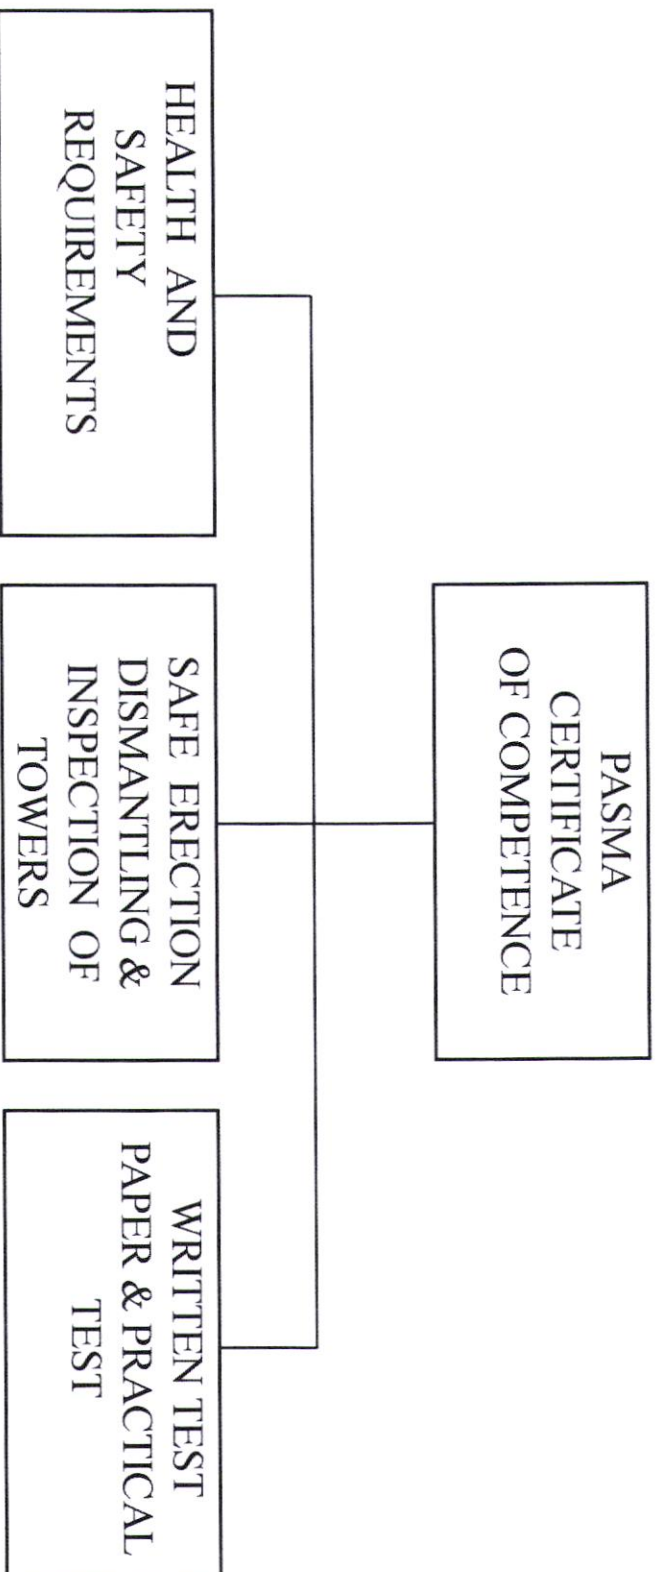 PASMA
CERTIFICATE
OF COMPETENCE
HEALTH AND
SAFETY
REQUIREMENTS
SAFE ERECTION
DISMANTLING &
INSPECTION OF
TOWERS
WRITTEN TEST
PAPER & PRACTICAL
TEST